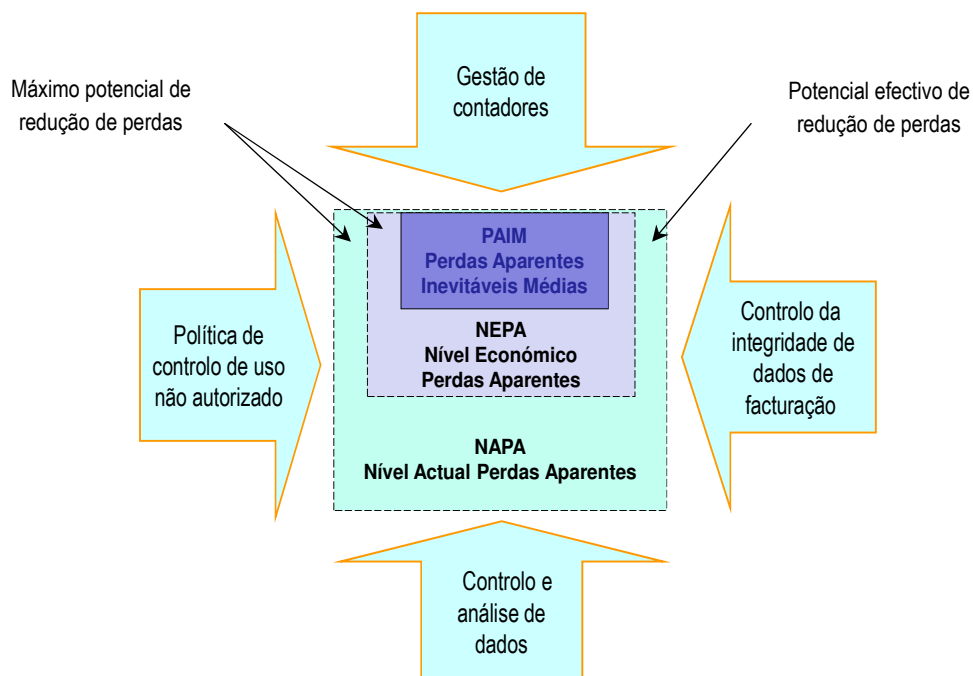 Gestão de
contadores
Máximo potencial de
redução de perdas
Potencial efectivo de
redução de perdas
PAIM
Perdas Aparentes
Inevitáveis Médias
NEPA
Nível Económico
Perdas Aparentes
NAPA
Nível Actual Perdas Aparentes
Política de
controlo de uso
não autorizado
Controlo da
integridade de
dados de
facturação
Controlo e
análise de
dados